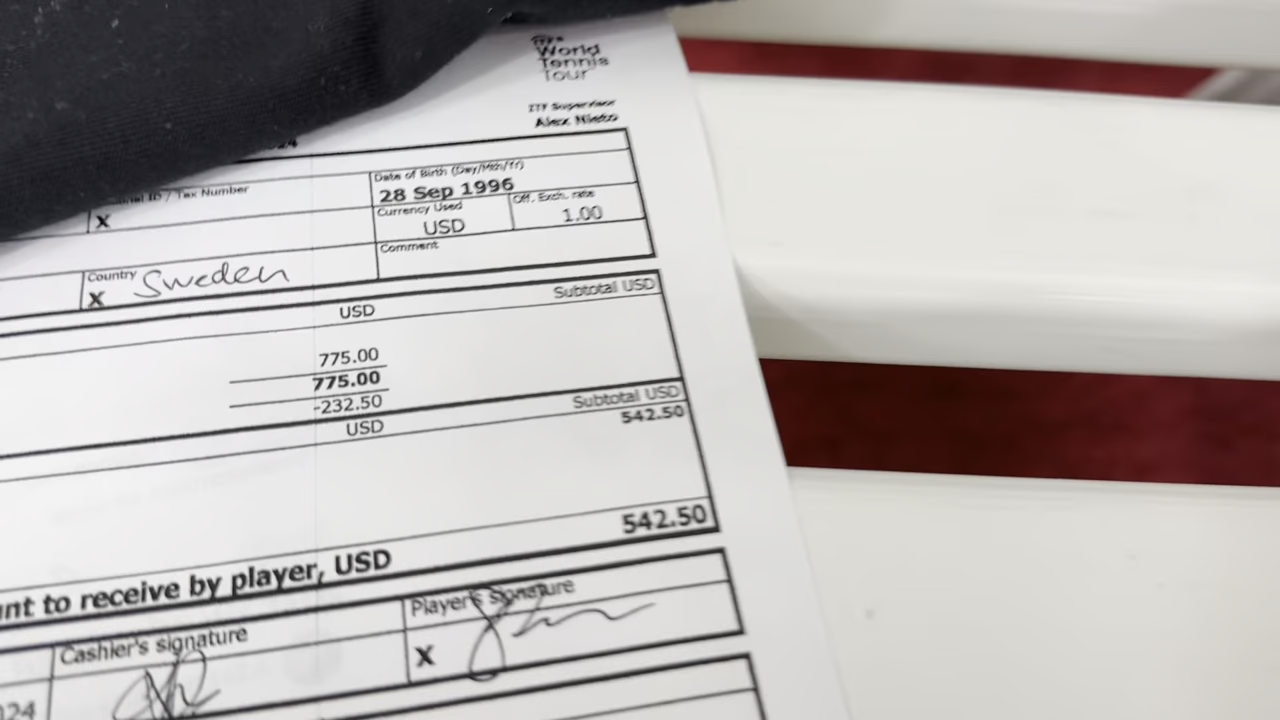 World
Tennis
Tour
ITF Supervisor
Alex Nieto
ID / Tax Number
X
Date of Birth (Day/Mth/Yr)
28 Sep 1996
Currency Used
USD
Off. Exch. rate
1.00
Country
X Sweden
Comment
USD
Subtotal USD
775.00
775.00
-232.50
USD
Subtotal USD
542.50
542.50
to receive by player, USD
Cashier's signature
Player's signature
X